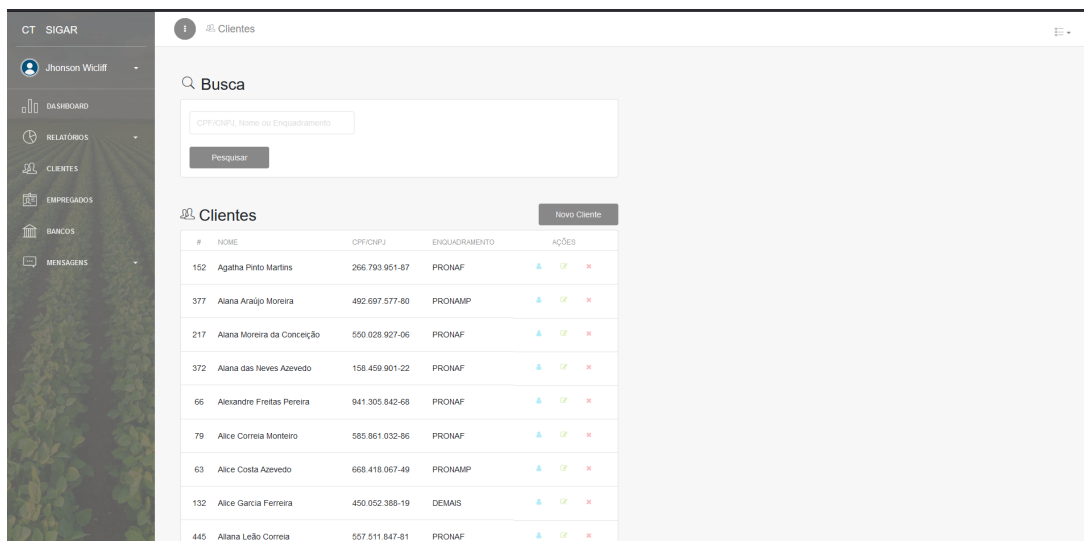 CT SIGAR
Clientes
Jhonson Wicliff
DASHBOARD
RELATÓRIOS
CLIENTES
EMPREGADOS
BANCOS
MENSAGENS
Busca
CPF/CNPJ, Nome ou Enquadramento
Pesquisar
Clientes
Novo Cliente
# NOME CPF/CNPJ ENQUADRAMENTO AÇÕES
152 Agatha Pinto Martins 266.793.951-87 PRONAF
377 Alana Araújo Moreira 492.697.577-80 PRONAMP
217 Alana Moreira da Conceição 550.028.927-06 PRONAF
372 Alana das Neves Azevedo 158.459.901-22 PRONAF
66 Alexandre Freitas Pereira 941.305.842-68 PRONAF
79 Alice Correia Monteiro 585.861.032-86 PRONAF
63 Alice Costa Azevedo 668.418.067-49 PRONAMP
132 Alice Garcia Ferreira 450.052.388-19 DEMAIS
445 Allana Leão Correia 557.511.847-81 PRONAF